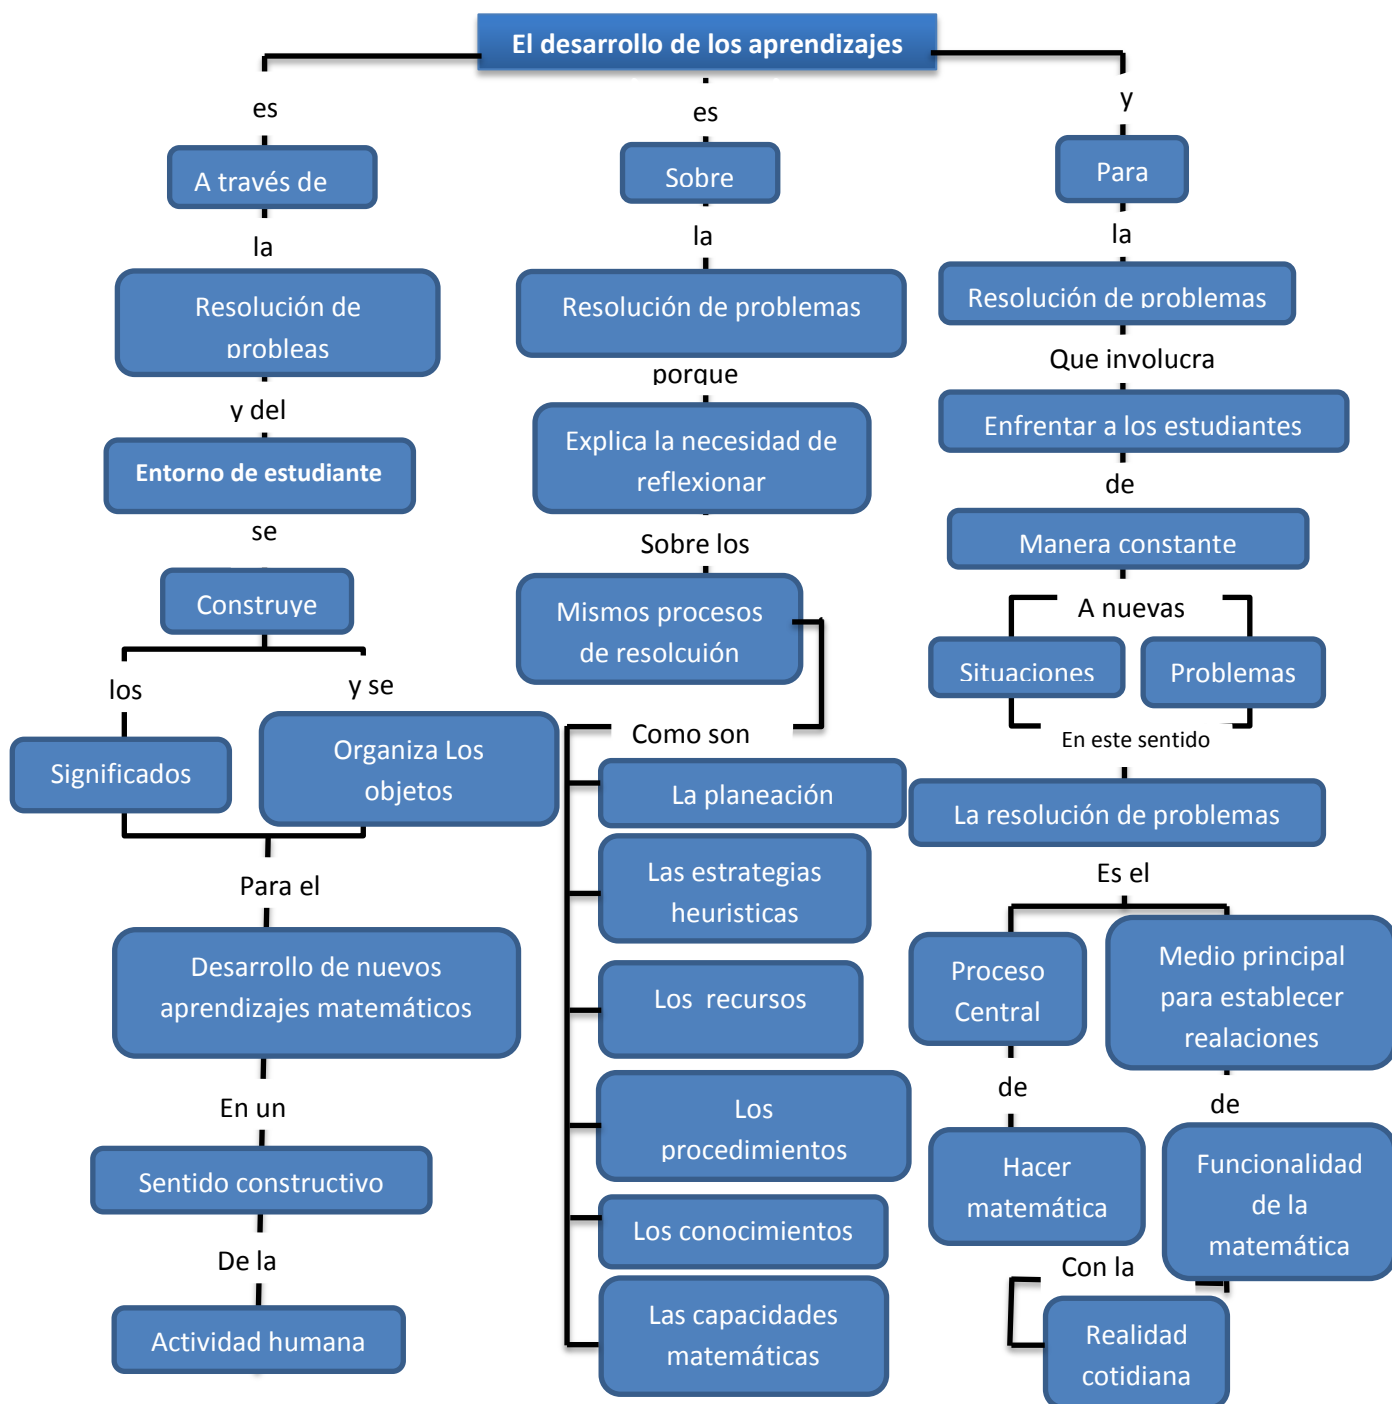 El desarrollo de los aprendizajes
es
A través de
la
Resolución de
probleas
y del
Entorno de estudiante
se
Construye
los
y se
Significados
Organiza Los
objetos
Para el
Desarrollo de nuevos
aprendizajes matemáticos
En un
Sentido constructivo
De la
Actividad humana
es
Sobre
la
Resolución de problemas
porque
Explica la necesidad de
reflexionar
Sobre los
Mismos procesos
de resolcuión
Como son
La planeación
Las estrategias
heuristicas
Los recursos
Los
procedimientos
Los conocimientos
Las capacidades
matemáticas
y
Para
la
Resolución de problemas
Que involucra
Enfrentar a los estudiantes
de
Manera constante
A nuevas
Situaciones
Problemas
En este sentido
La resolución de problemas
Es el
Proceso
Central
de
Hacer
matemática
Medio principal
para establecer
realaciones
de
Funcionalidad
de la
matemática
Con la
Realidad
cotidiana